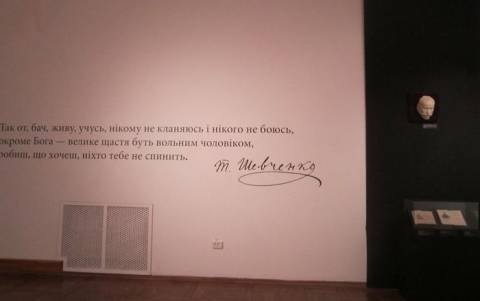 Так от, бач, живу, учусь, нікому не кланяюсь і нікого не боюсь,
окроме Бога — велике щастя буть вольним чоловіком,
робиш, що хочеш, ніхто тебе не спинить.
Т. Шевченко